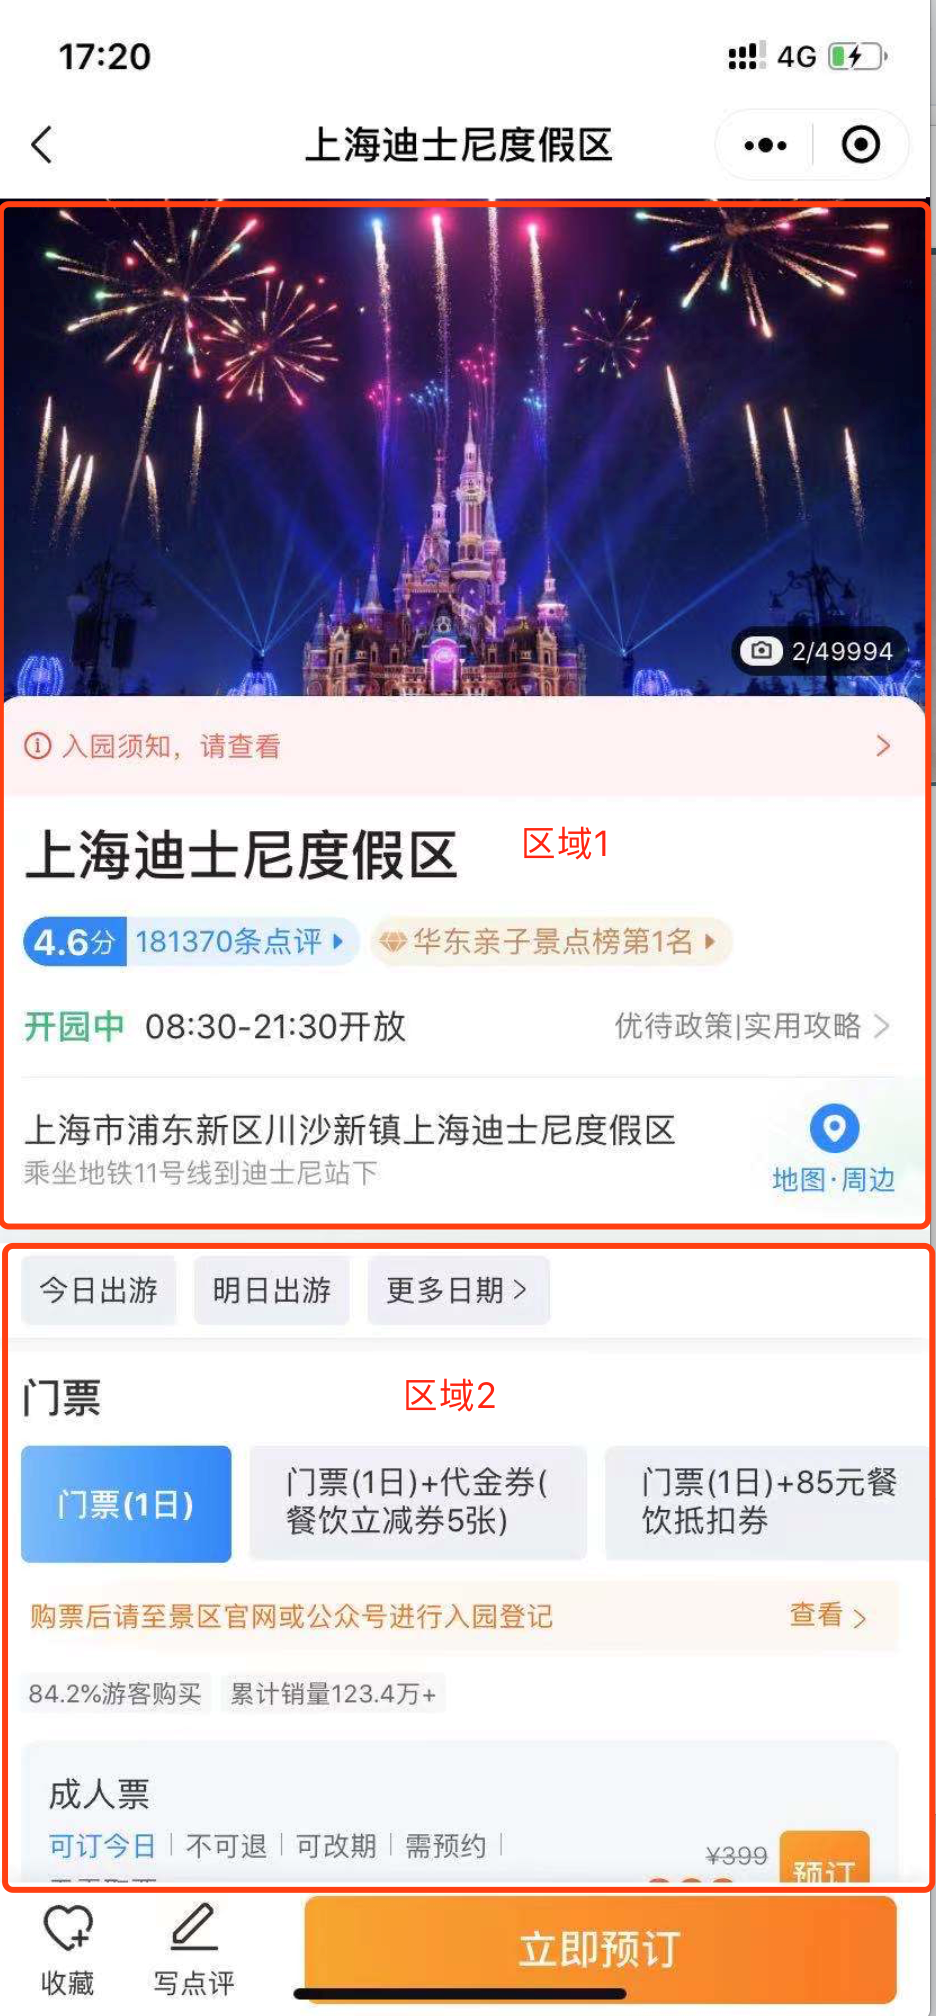 17:20
4G
上海迪士尼度假区
2/49994
入园须知，请查看
上海迪士尼度假区
区域1
4.6分 181370条点评
华东亲子景点榜第1名
开园中 08:30-21:30开放
优待政策|实用攻略
上海市浦东新区川沙新镇上海迪士尼度假区
乘坐地铁11号线到迪士尼站下
地图·周边
今日出游 明日出游 更多日期
门票
区域2
门票(1日)
门票(1日)+代金券(
餐饮立减券5张)
门票(1日)+85元餐
饮抵扣券
购票后请至景区官网或公众号进行入园登记
查看
84.2%游客购买 累计销量123.4万+
成人票
可订今日 不可退 可改期 需预约
¥399
预订
收藏
写点评
立即预订